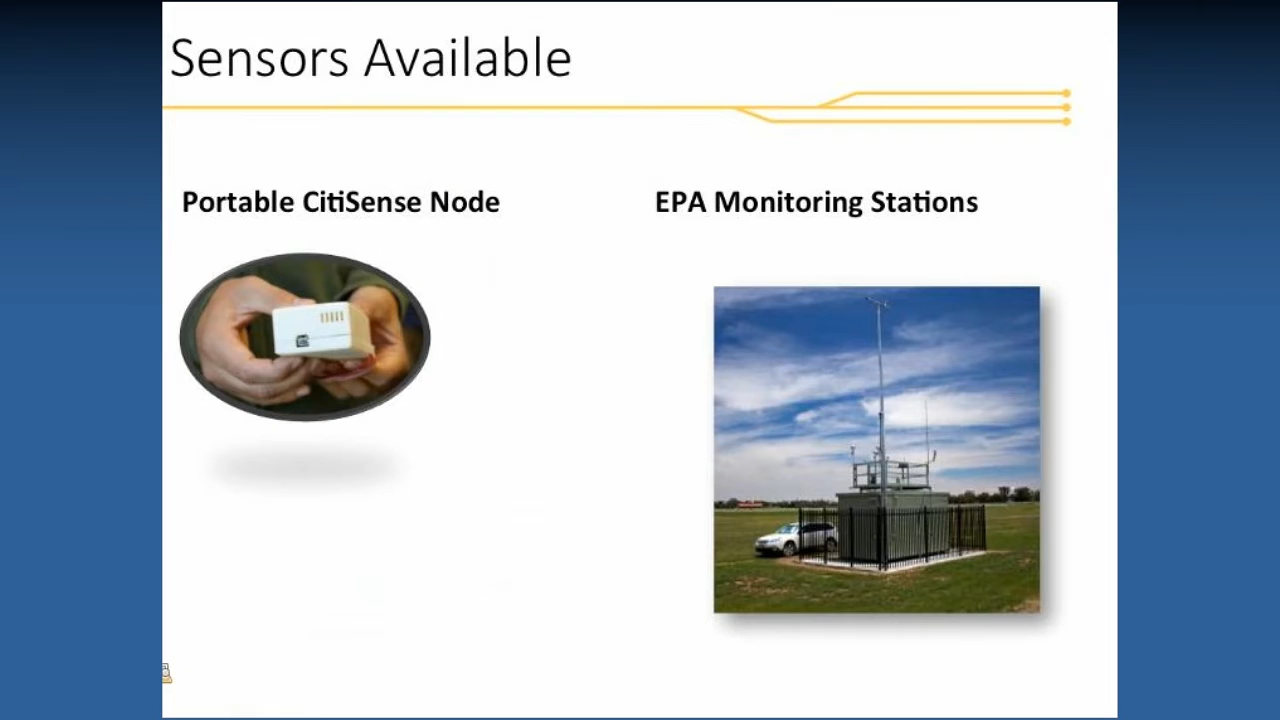 Sensors Available
Portable CitiSense Node
EPA Monitoring Stations